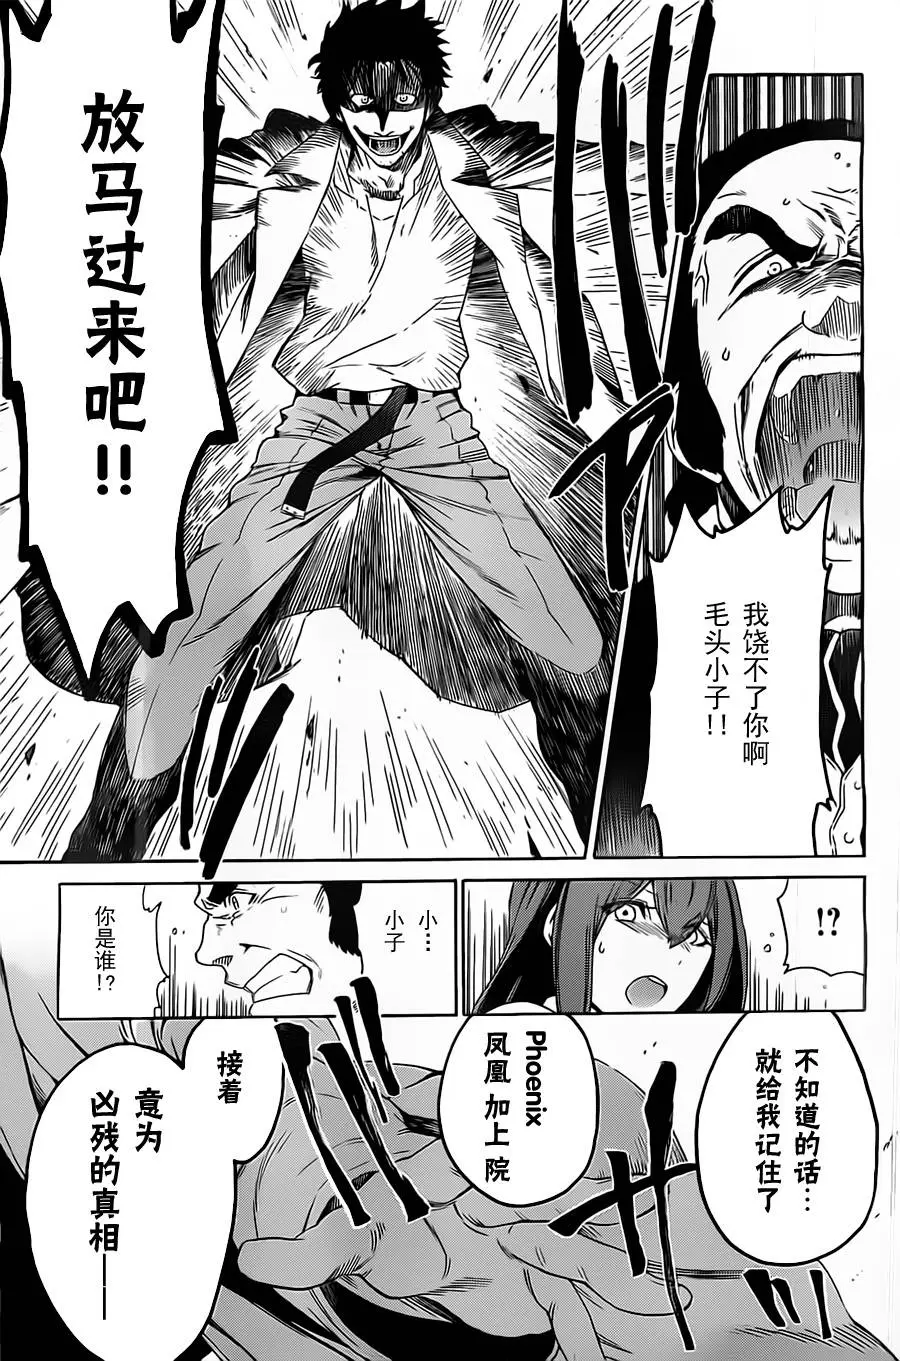 我饶不了你啊
毛头小子!!
放马过来吧!!
!?
小…
小子
你是谁!?
不知道的话…
就给我记住了
Phoenix
凤凰 加上 院
接着
意为
凶残的真相——